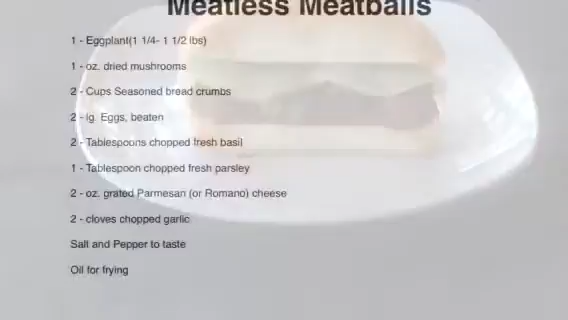 Meatless Meatballs
1 - Eggplant(1 1/4- 1 1/2 lbs)
1 - oz. dried mushrooms
2 - Cups Seasoned bread crumbs
2 - lg. Eggs, beaten
2 - Tablespoons chopped fresh basil
1 - Tablespoon chopped fresh parsley
2 - oz. grated Parmesan (or Romano) cheese
2 - cloves chopped garlic
Salt and Pepper to taste
Oil for frying